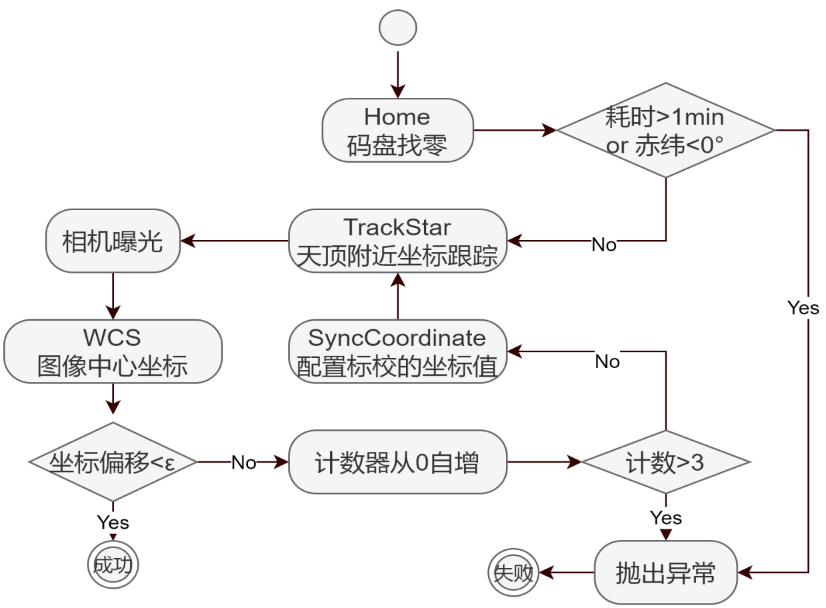 Home
码盘找零
耗时>1min
or 赤纬<0°
No
Yes
TrackStar
天顶附近坐标跟踪
相机曝光
WCS
图像中心坐标
SyncCoordinate
配置标校的坐标值
No
坐标偏移<ε
No
计数器从0自增
计数>3
Yes
Yes
成功
失败
抛出异常